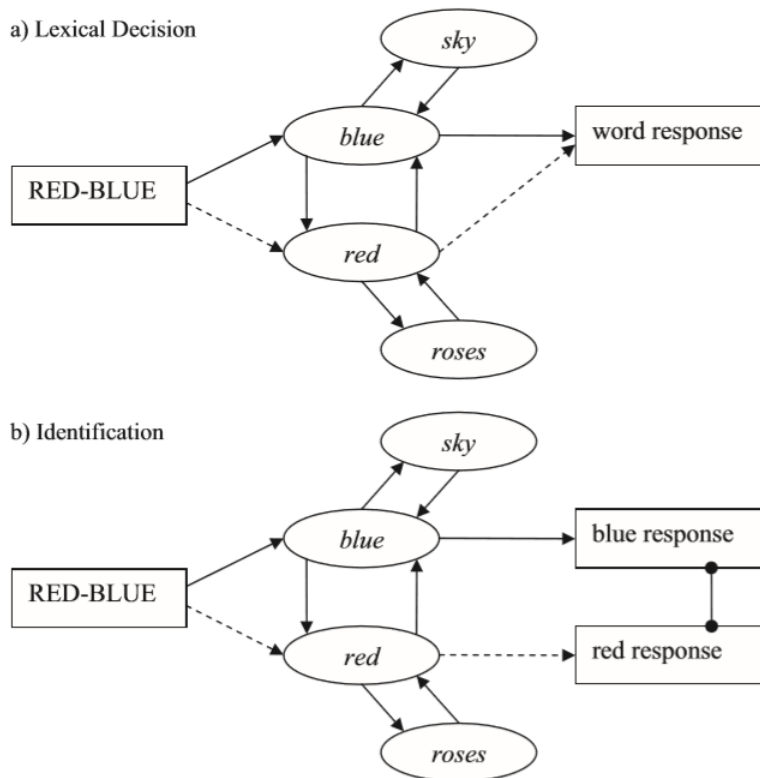 a) Lexical Decision
sky
blue
word response
RED-BLUE
red
roses
b) Identification
sky
blue
blue response
RED-BLUE
red
red response
roses